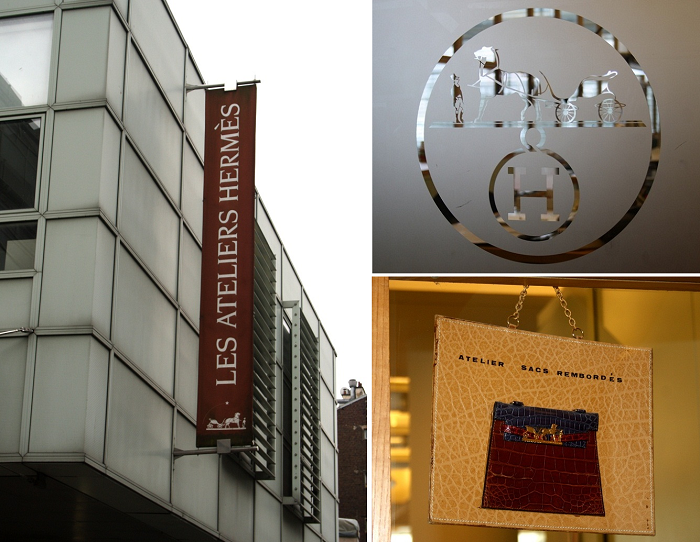 · LES ATELIERS HERMÈS
H
ATELIER SACS REMBORDÉS